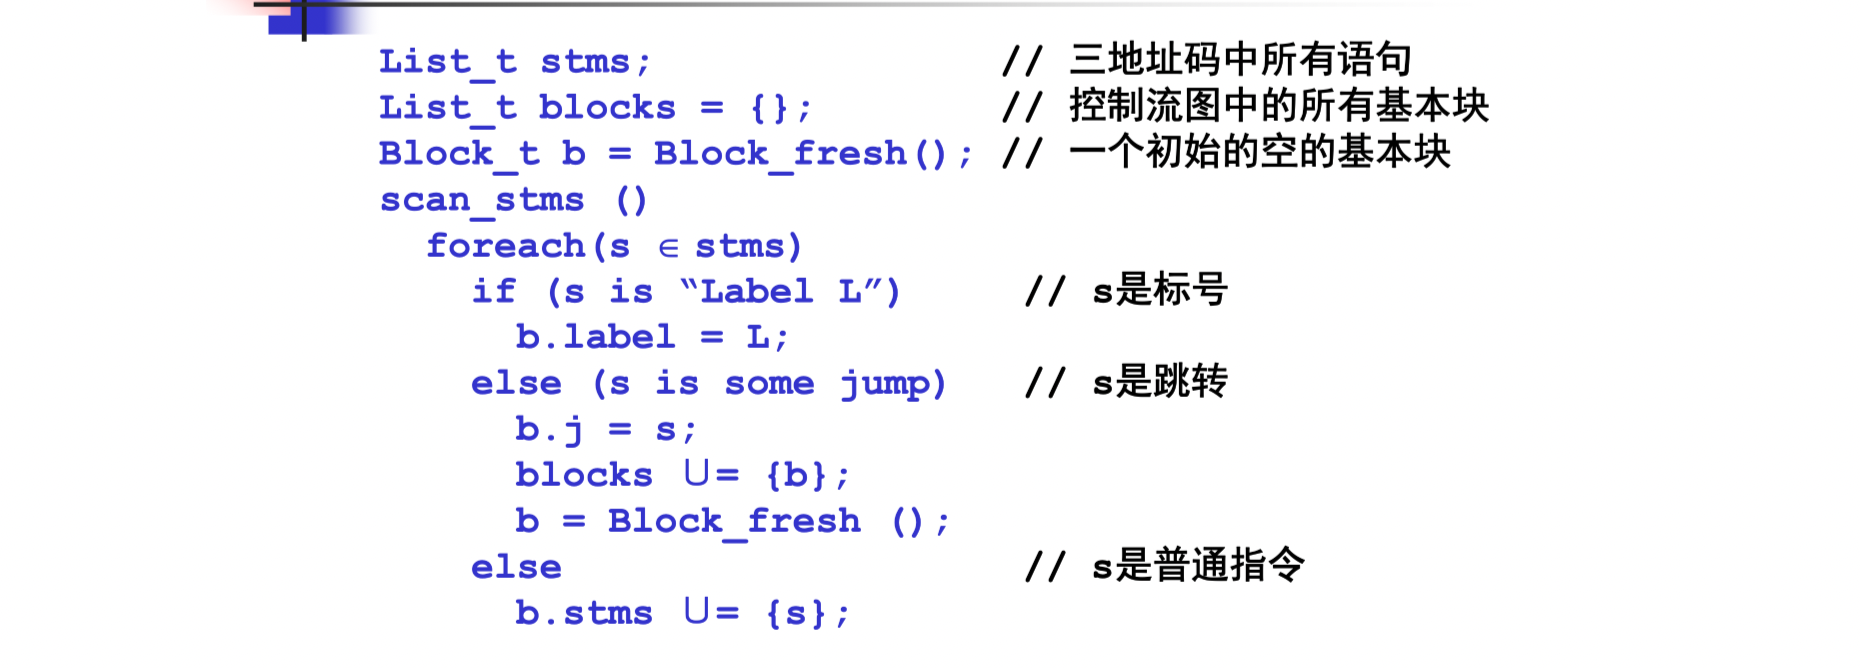 List_t stms; // 三地址码中所有语句
List_t blocks = {}; // 控制流图中的所有基本块
Block_t b = Block_fresh(); // 一个初始的空的基本块
scan_stms ()
foreach(s ∈ stms)
if (s is “Label L”) // s是标号
b.label = L;
else (s is some jump) // s是跳转
b.j = s;
blocks ∪= {b};
b = Block_fresh ();
else // s是普通指令
b.stms ∪= {s};